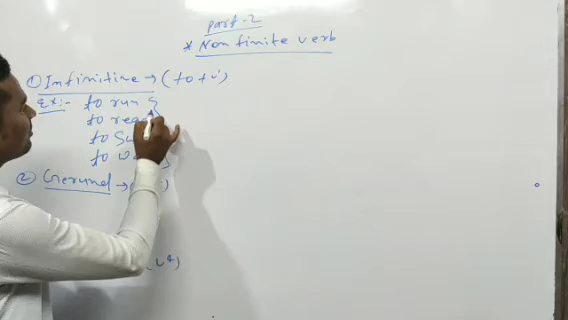 Part-2
* Non finite verb
① Infinitive → (to + v¹)
Ex:- to run
to read
to
to
② Gerund → (